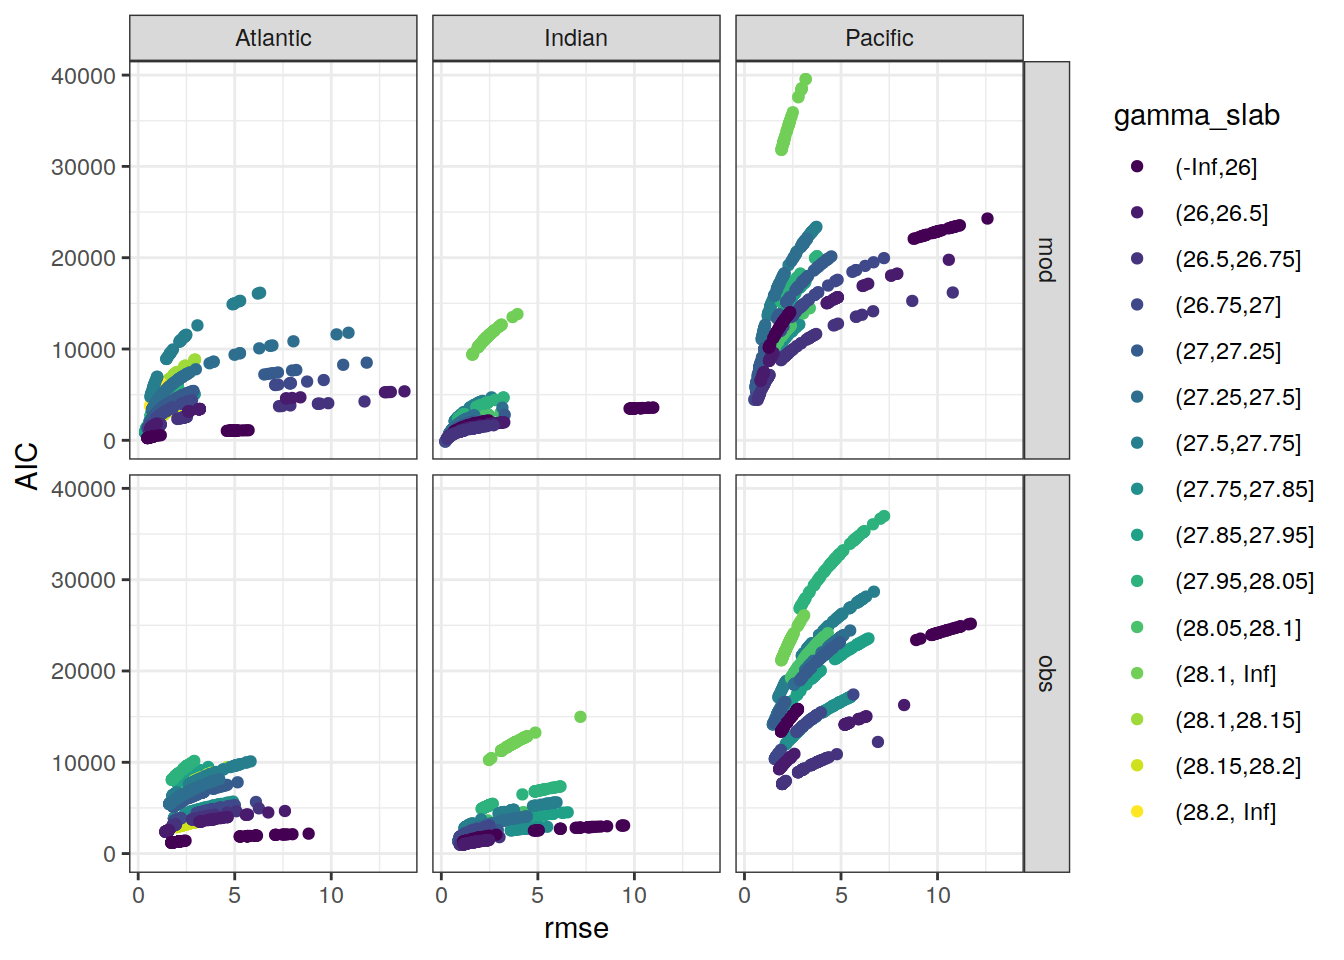 Atlantic Indian Pacific
40000
30000
20000
10000
0
mod
40000
30000
20000
10000
0
obs
0 5 10 0 5 10 0 5 10
rmse
AIC
gamma_slab
(-Inf,26]
(26,26.5]
(26.5,26.75]
(26.75,27]
(27,27.25]
(27.25,27.5]
(27.5,27.75]
(27.75,27.85]
(27.85,27.95]
(27.95,28.05]
(28.05,28.1]
(28.1, Inf]
(28.1,28.15]
(28.15,28.2]
(28.2, Inf]